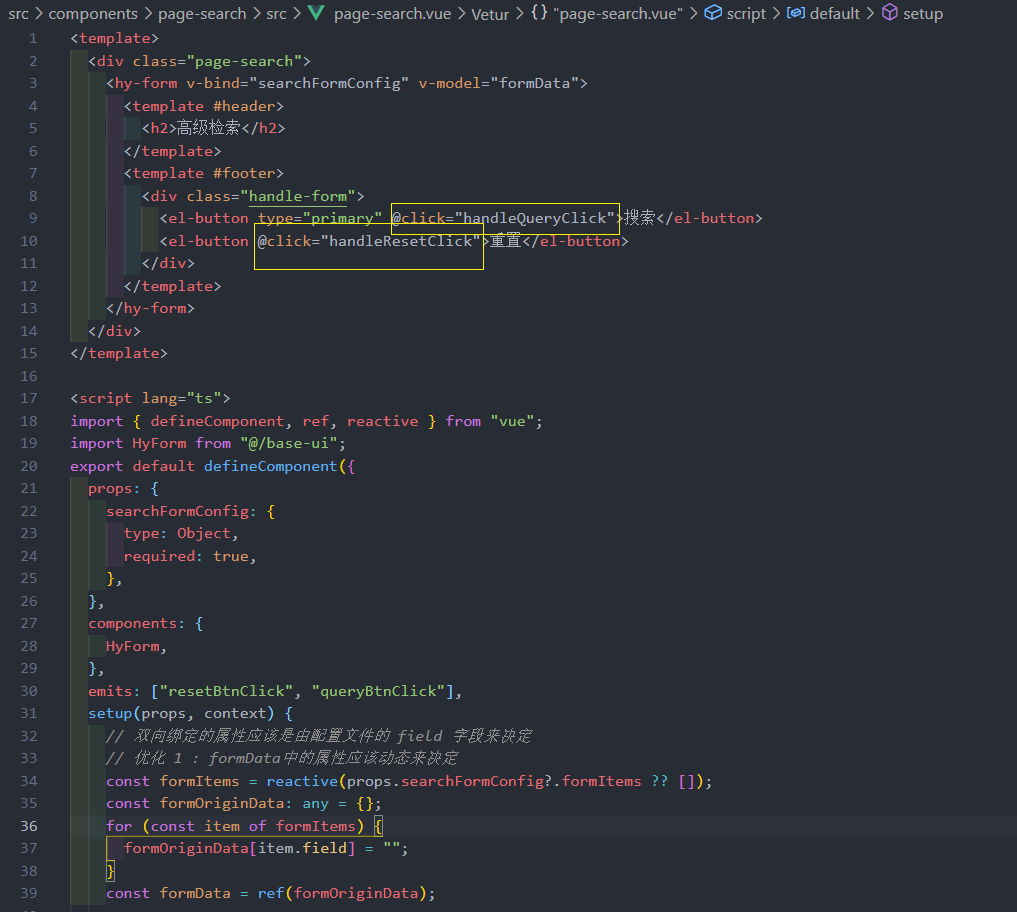 src > components > page-search > src > page-search.vue > Vetur > {} "page-search.vue" > script > default > setup
1 <template>
2 <div class="page-search">
3 <hy-form v-bind="searchFormConfig" v-model="formData">
4 <template #header>
5 <h2>高级检索</h2>
6 </template>
7 <template #footer>
8 <div class="handle-form">
9 <el-button type="primary" @click="handleQueryClick">搜索</el-button>
10 <el-button @click="handleResetClick">重置</el-button>
11 </div>
12 </template>
13 </hy-form>
14 </div>
15 </template>
16
17 <script lang="ts">
18 import { defineComponent, ref, reactive } from "vue";
19 import HyForm from "@/base-ui";
20 export default defineComponent({
21 props: {
22 searchFormConfig: {
23 type: Object,
24 required: true,
25 },
26 },
27 components: {
28 HyForm,
29 },
30 emits: ["resetBtnClick", "queryBtnClick"],
31 setup(props, context) {
32 // 双向绑定的属性应该是由配置文件的 field 字段来决定
33 // 优化 1 : formData中的属性应该动态来决定
34 const formItems = reactive(props.searchFormConfig?.formItems ?? []);
35 const formOriginData: any = {};
36 for (const item of formItems) {
37 formOriginData[item.field] = "";
38 }
39 const formData = ref(formOriginData);